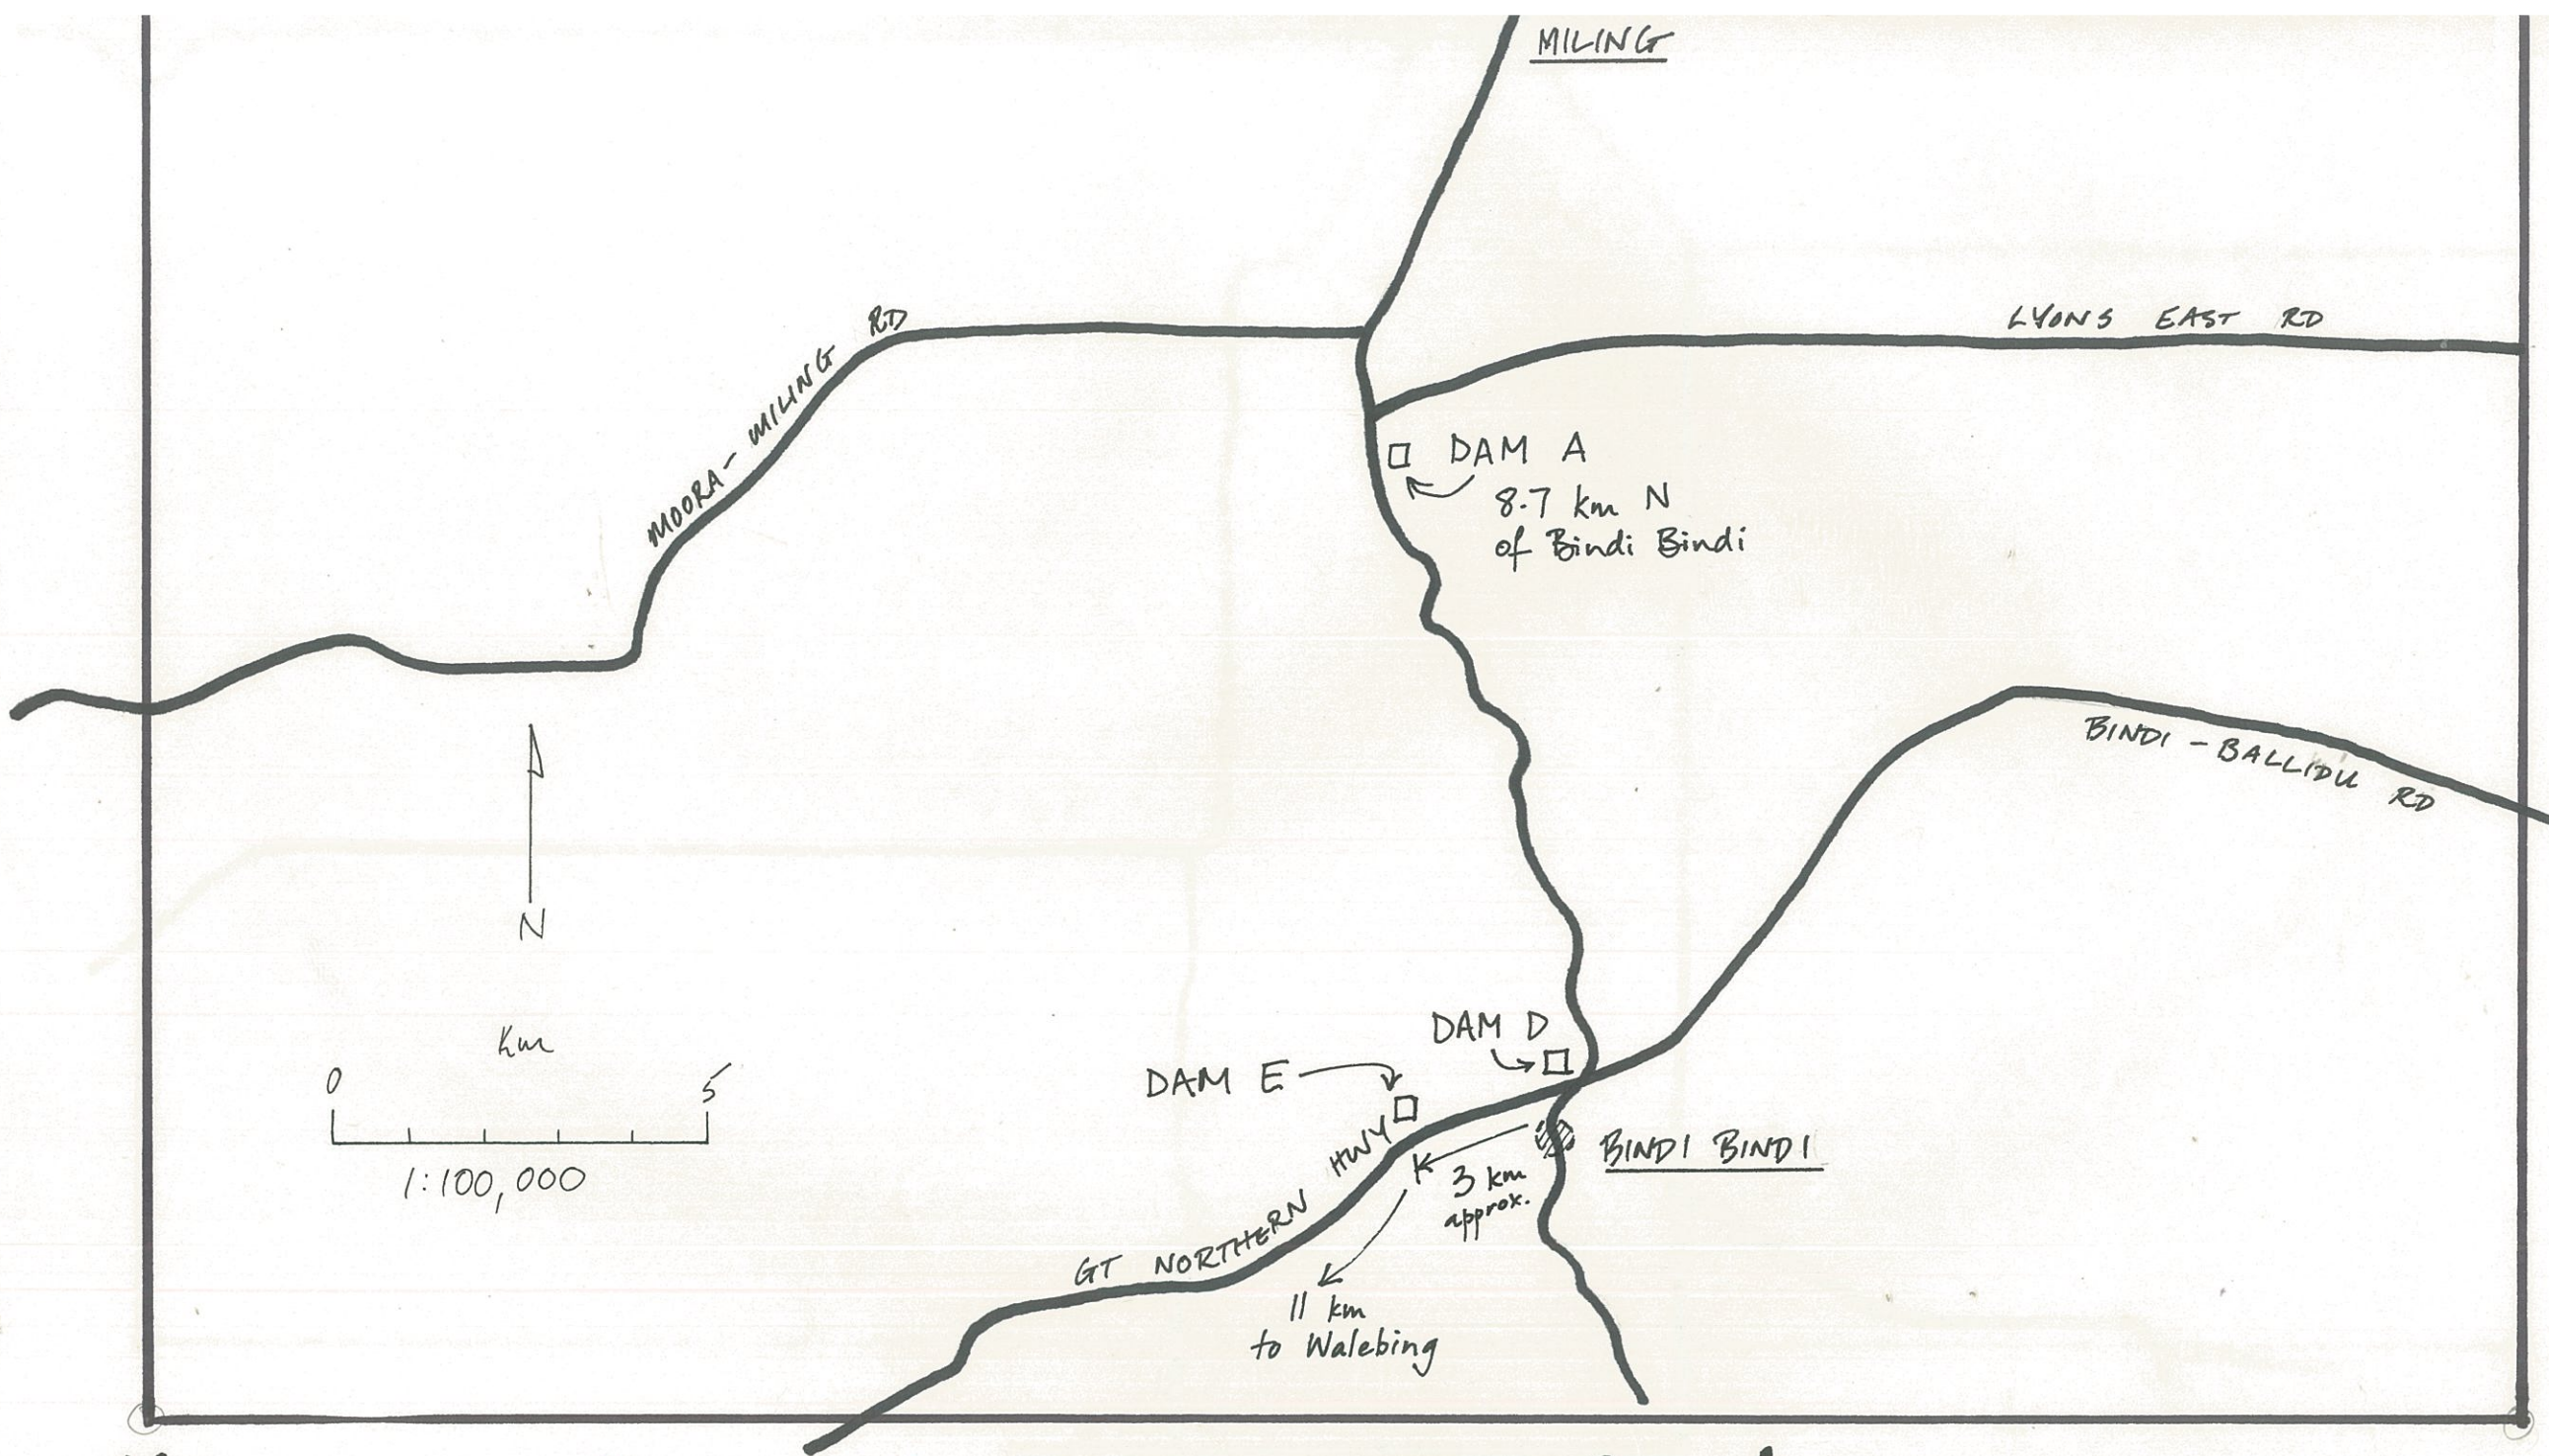 MILING
LYONS EAST RD
MOORA - MILING RD
DAM A
8.7 km N
of Bindi Bindi
BINDI - BALLIDU RD
N
Km
0 5
1:100,000
DAM D
DAM E
BINDI BINDI
3 km
approx.
GT NORTHERN HWY
11 km
to Walebing